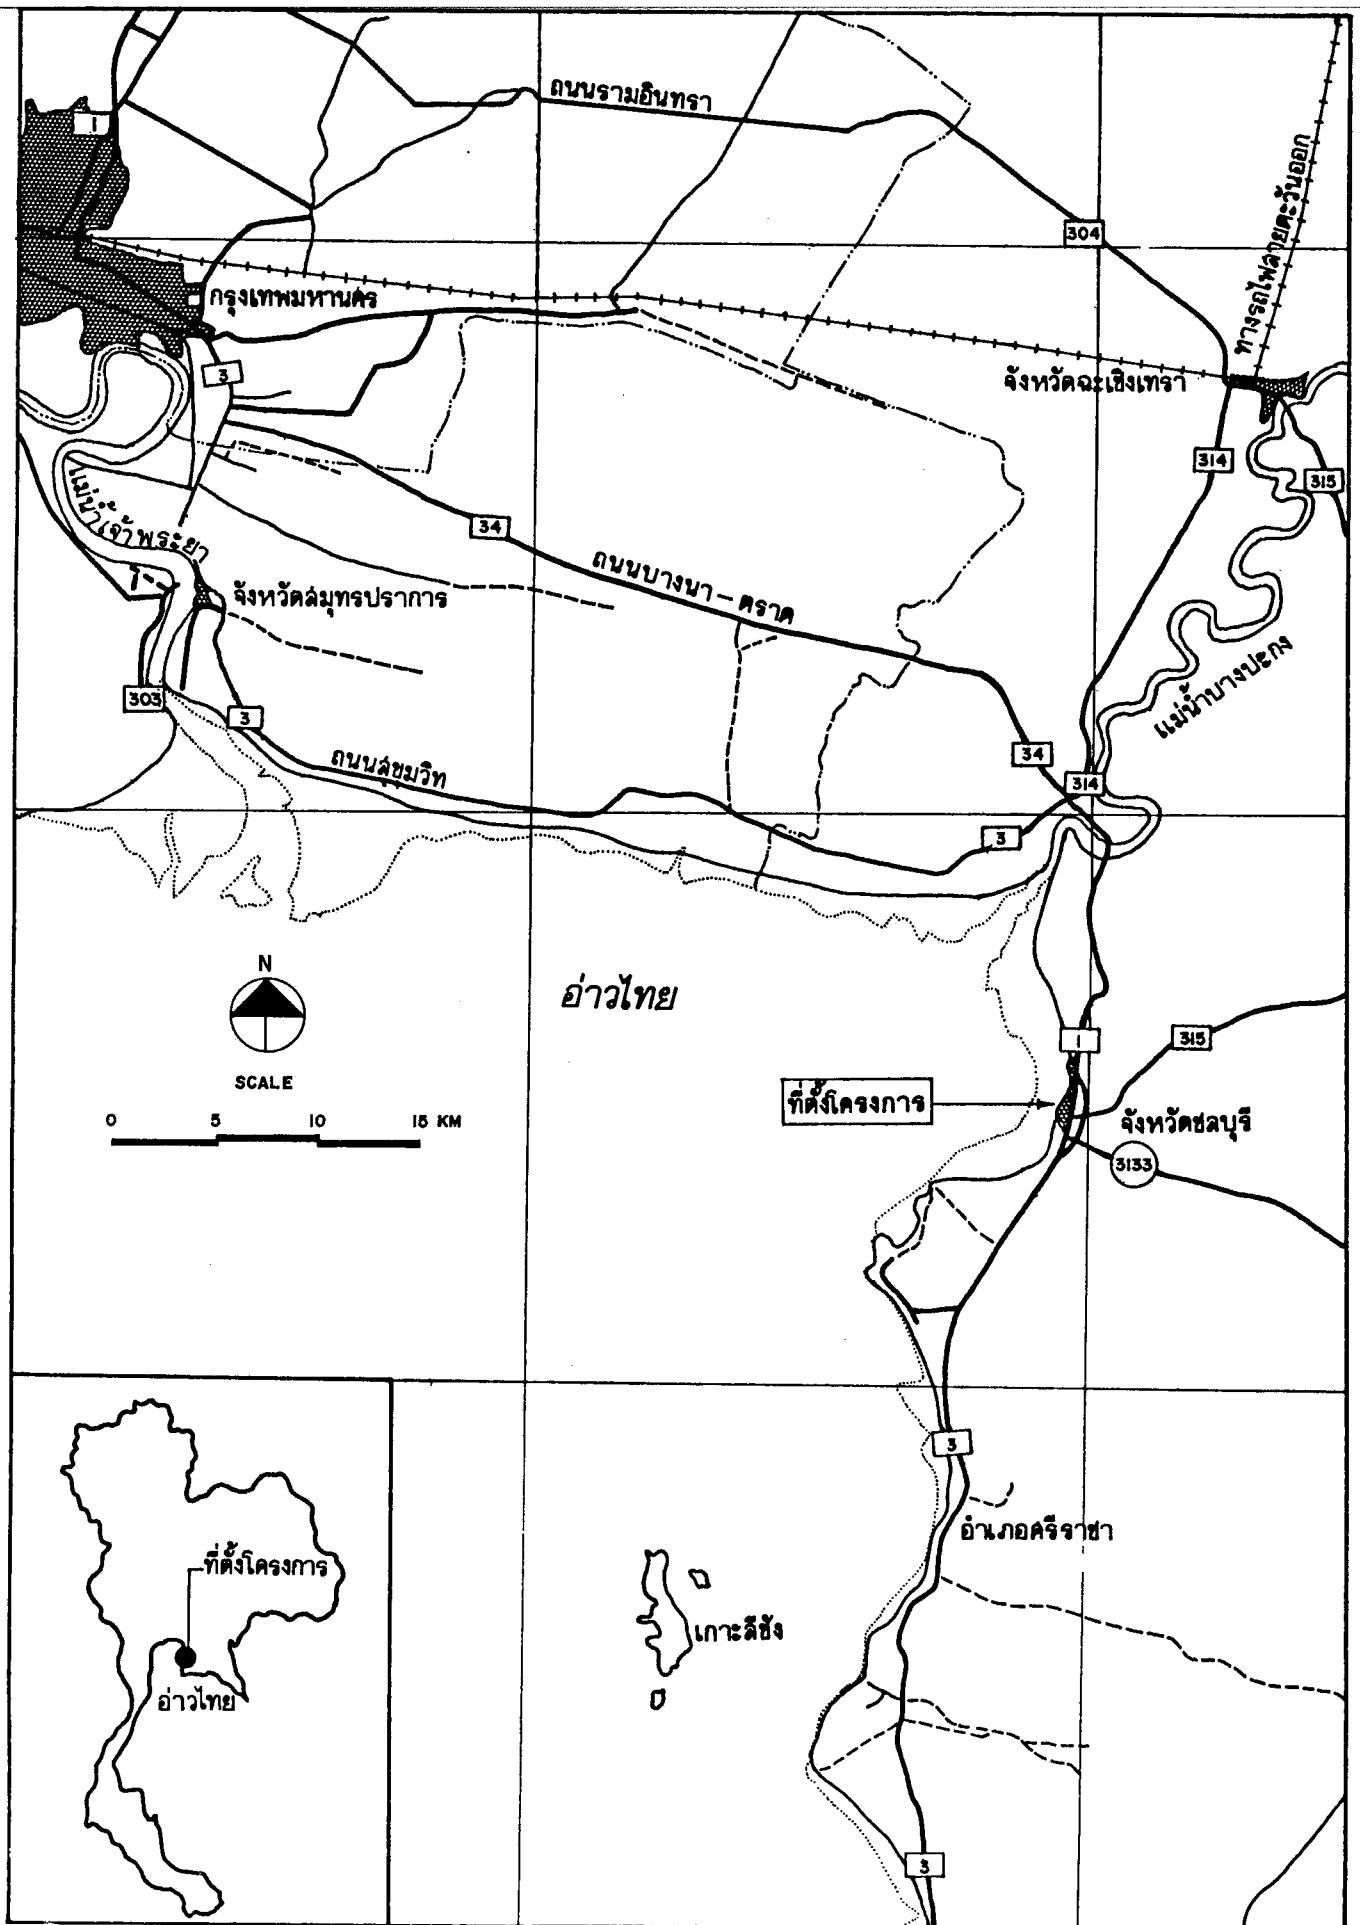 ถนนรามอินทรา
1
304
ทางรถไฟสายตะวันออก
กรุงเทพมหานคร
3
จังหวัดฉะเชิงเทรา
314
315
แม่น้ำเจ้าพระยา
34
ถนนบางนา - ตราด
จังหวัดสมุทรปราการ
แม่น้ำบางปะกง
303
3
ถนนสุขุมวิท
34
314
3
N
อ่าวไทย
SCALE
0 5 10 15 KM
1
315
ที่ตั้งโครงการ
จังหวัดชลบุรี
3133
3
อำเภอศรีราชา
ที่ตั้งโครงการ
เกาะสีชัง
อ่าวไทย
3